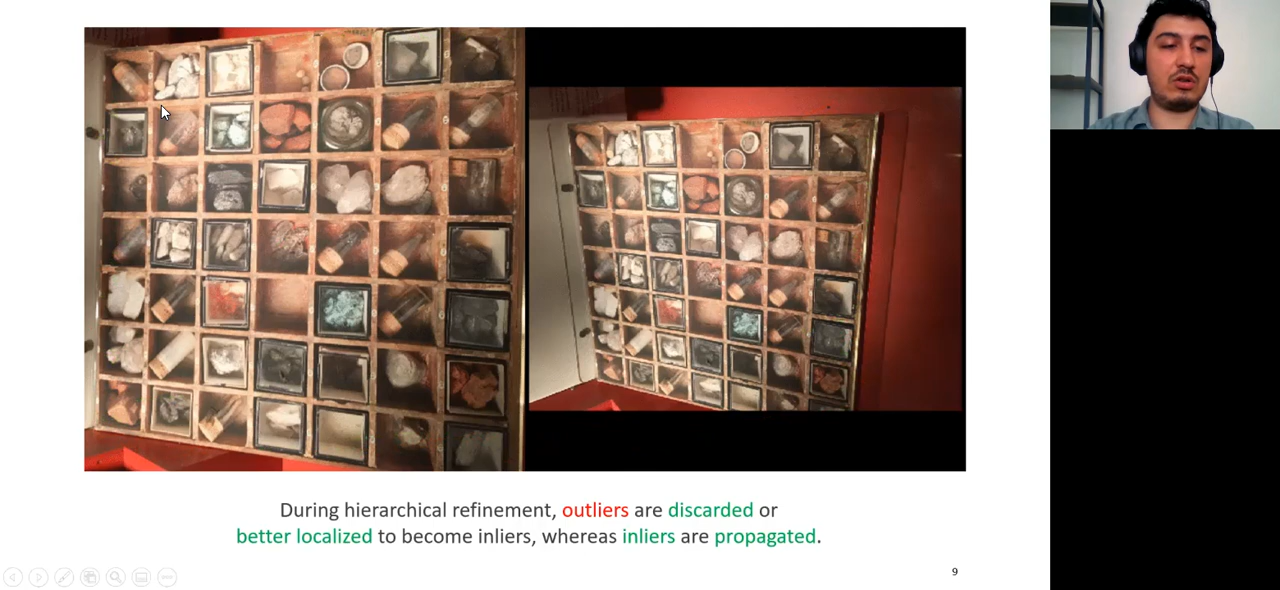 During hierarchical refinement, outliers are discarded or
better localized to become inliers, whereas inliers are propagated.
9